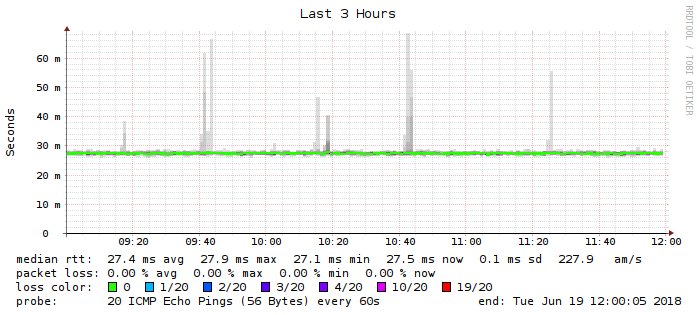 Last 3 Hours
RRDTOOL / TOBI OETIKER
Seconds
60 m
50 m
40 m
30 m
20 m
10 m
0
09:20 09:40 10:00 10:20 10:40 11:00 11:20 11:40 12:00
median rtt: 27.4 ms avg 27.9 ms max 27.1 ms min 27.5 ms now 0.1 ms sd 227.9 am/s
packet loss: 0.00 % avg 0.00 % max 0.00 % min 0.00 % now
loss color: 0 1/20 2/20 3/20 4/20 10/20 19/20
probe: 20 ICMP Echo Pings (56 Bytes) every 60s end: Tue Jun 19 12:00:05 2018